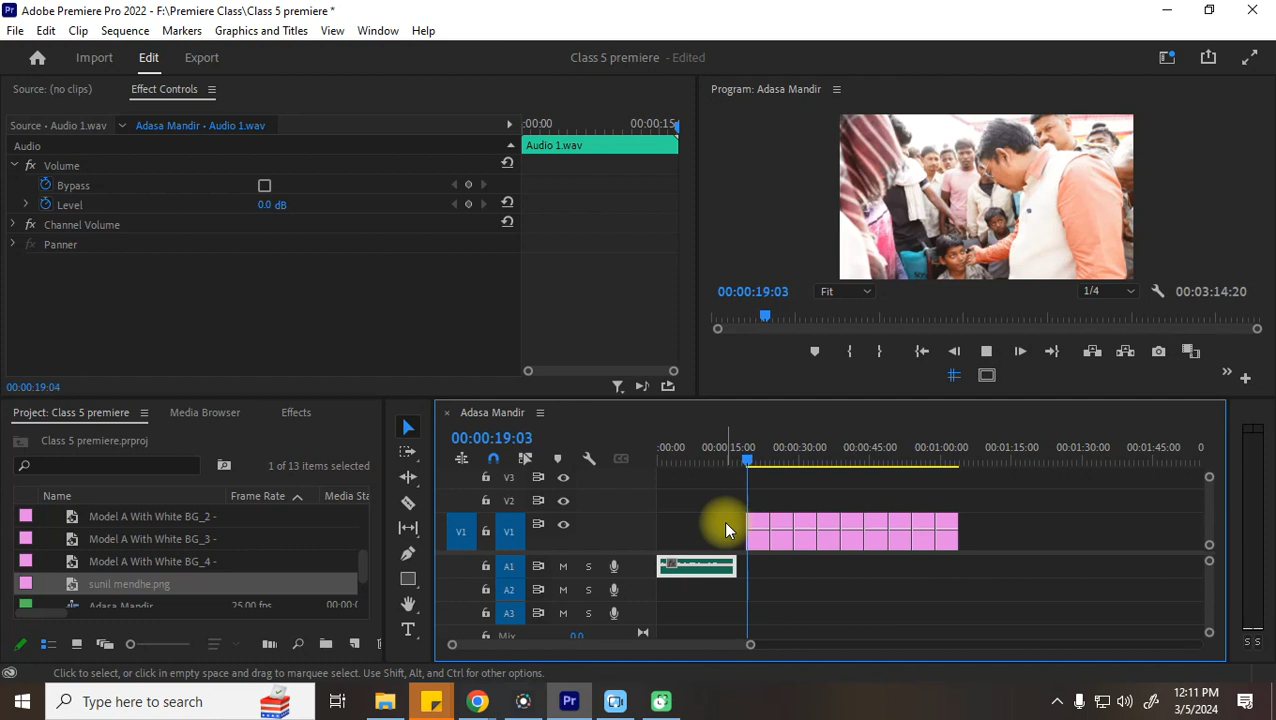 Adobe Premiere Pro 2022 - F:\Premiere Class\Class 5 premiere *
File Edit Clip Sequence Markers Graphics and Titles View Window Help
Import Edit Export
Class 5 premiere - Edited
Source: (no clips) Effect Controls
Program: Adasa Mandir
Source • Audio 1.wav Adasa Mandir • Audio 1.wav
:00:00 00:00:15:
Audio
Audio 1.wav
fx Volume
Bypass
Level 0.0 dB
fx Channel Volume
fx Panner
00:00:19:03 Fit 1/4 00:03:14:20
00:00:19:04
Project: Class 5 premiere Media Browser Effects
Class 5 premiere.prproj
1 of 13 items selected
Name Frame Rate Media Sta
Model A With White BG_2 -
Model A With White BG_3 -
Model A With White BG_4 -
sunil mendhe.png
Adasa Mandir 25.00 fps 00:00:0
Adasa Mandir
00:00:19:03
:00:00 00:00:15:00 00:00:30:00 00:00:45:00 00:01:00:00 00:01:15:00 00:01:30:00 00:01:45:00 0
V3
V2
V1 V1
A1 M S
A2 M S
A3 M S
Mix 0.0
S S
Click to select, or click in empty space and drag to marquee select. Use Shift, Alt, and Ctrl for other options.
Type here to search
Pr
12:11 PM
3/5/2024